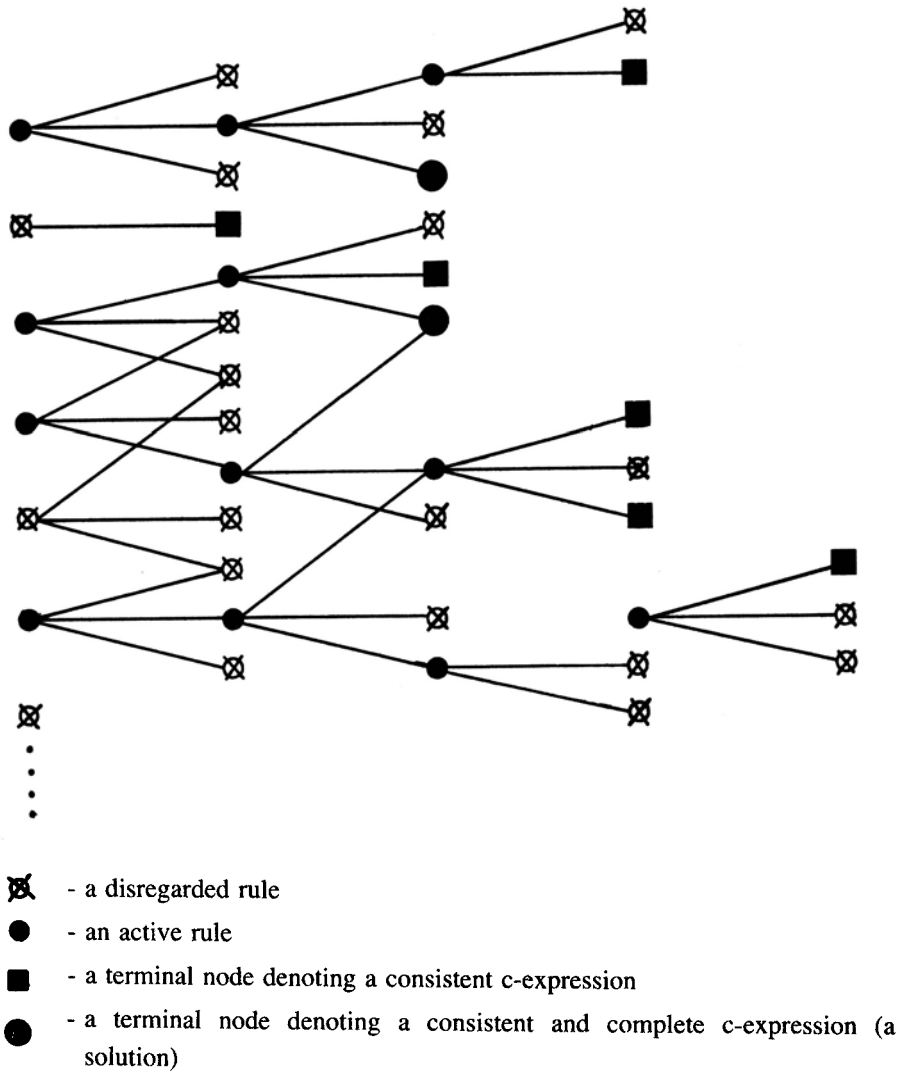 - a disregarded rule
- an active rule
- a terminal node denoting a consistent c-expression
- a terminal node denoting a consistent and complete c-expression (a
solution)